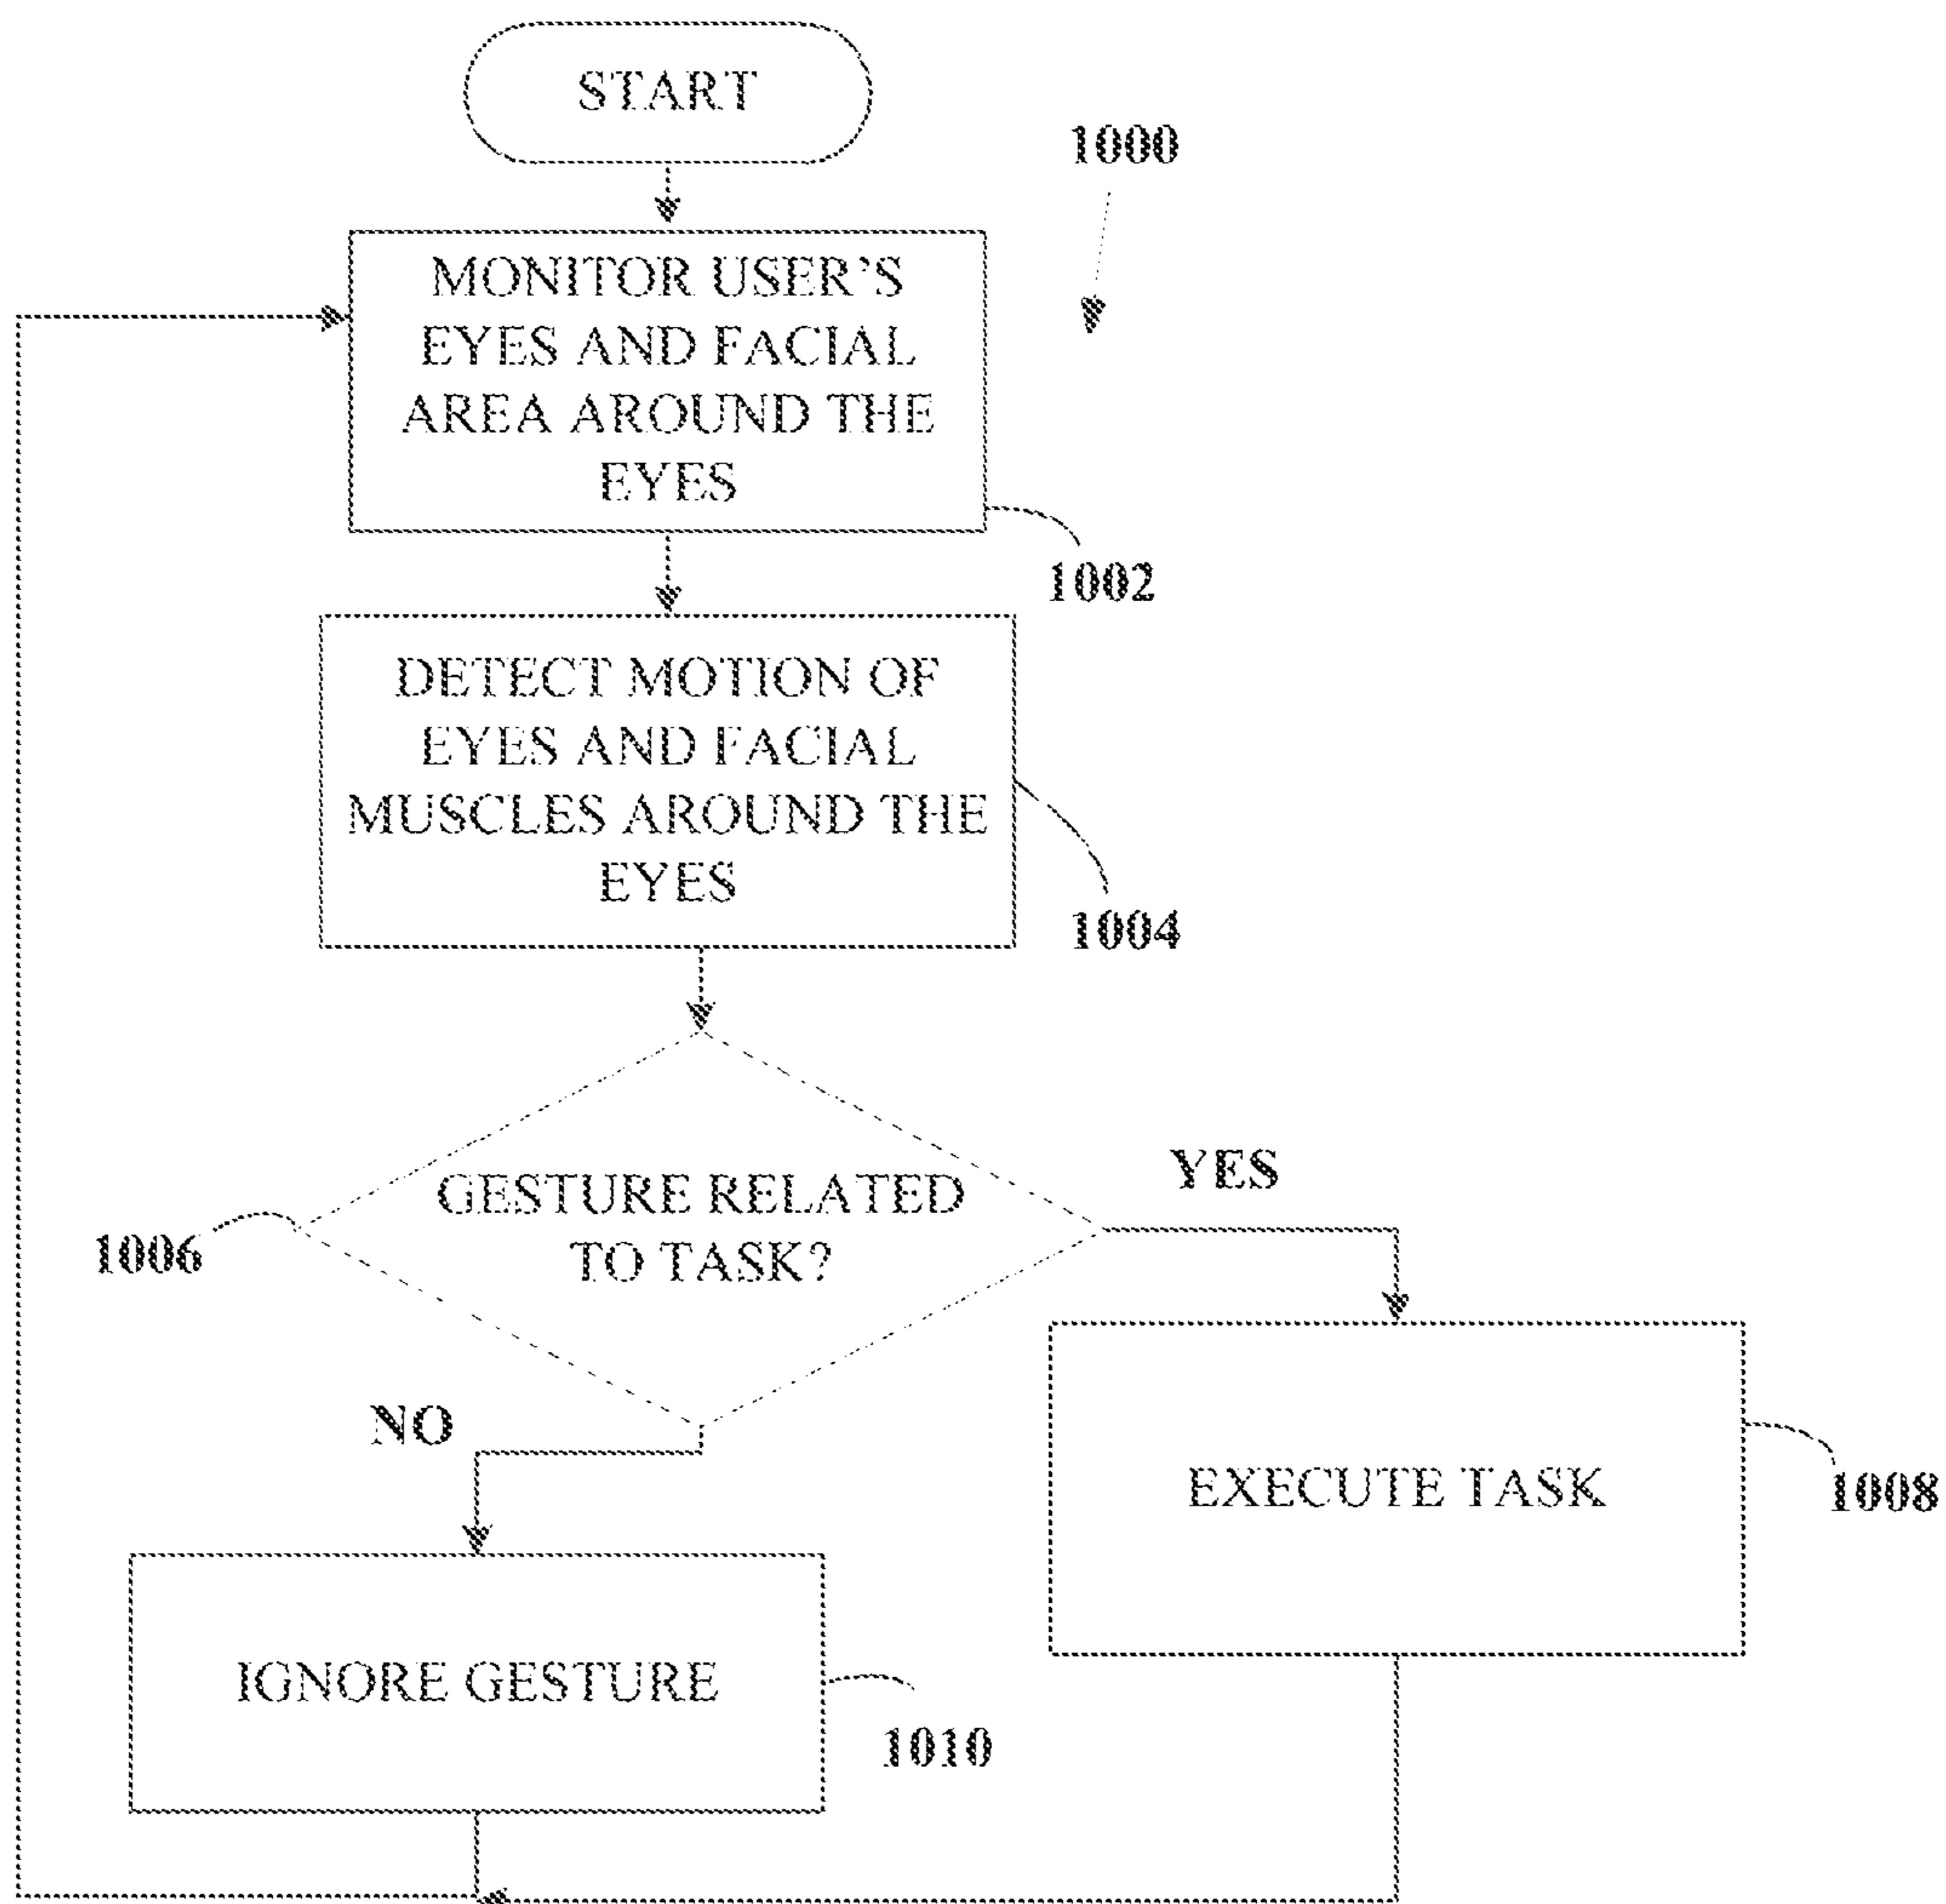 START
1000
MONITOR USER’S
EYES AND FACIAL
AREA AROUND THE
EYES
1002
DETECT MOTION OF
EYES AND FACIAL
MUSCLES AROUND THE
EYES
1004
GESTURE RELATED
TO TASK?
YES
1006
NO
EXECUTE TASK
1008
IGNORE GESTURE
1010